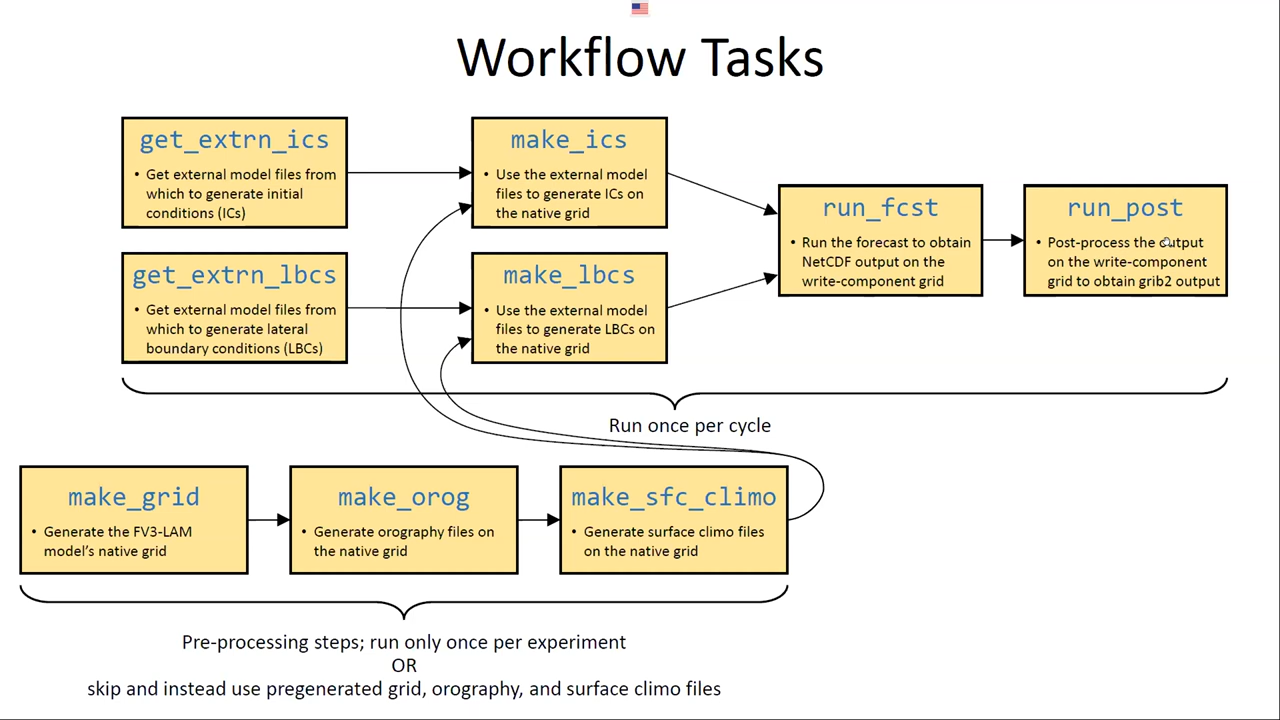 Workflow Tasks
get_extrn_ics
• Get external model files from
which to generate initial
conditions (ICs)
make_ics
• Use the external model
files to generate ICs on
the native grid
run_fcst
• Run the forecast to obtain
NetCDF output on the
write-component grid
run_post
• Post-process the output
on the write-component
grid to obtain grib2 output
get_extrn_lbcs
• Get external model files from
which to generate lateral
boundary conditions (LBCs)
make_lbcs
• Use the external model
files to generate LBCs on
the native grid
Run once per cycle
make_grid
• Generate the FV3-LAM
model’s native grid
make_orog
• Generate orography files on
the native grid
make_sfc_climo
• Generate surface climo files
on the native grid
Pre-processing steps; run only once per experiment
OR
skip and instead use pregenerated grid, orography, and surface climo files